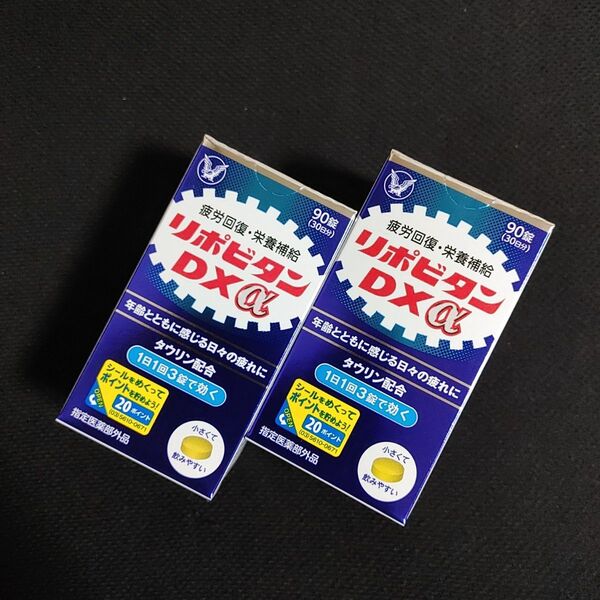 疲労回復・栄養補給
90錠
(30日分)
リポビタン
DXα
年齢とともに感じる日々の疲れに
タウリン配合
1日1回3錠で効く
シールをめくって
ポイントを貯めよう!
20ポイント
(03)5610-0671
指定医薬部外品
小さくて
飲みやすい
疲労回復・栄養補給
90錠
(30日分)
リポビタン
DXα
年齢とともに感じる日々の疲れに
タウリン配合
1日1回3錠で効く
シールをめくって
ポイントを貯めよう!
20ポイント
(03)5610-0671
指定医薬部外品
小さくて
飲みやすい